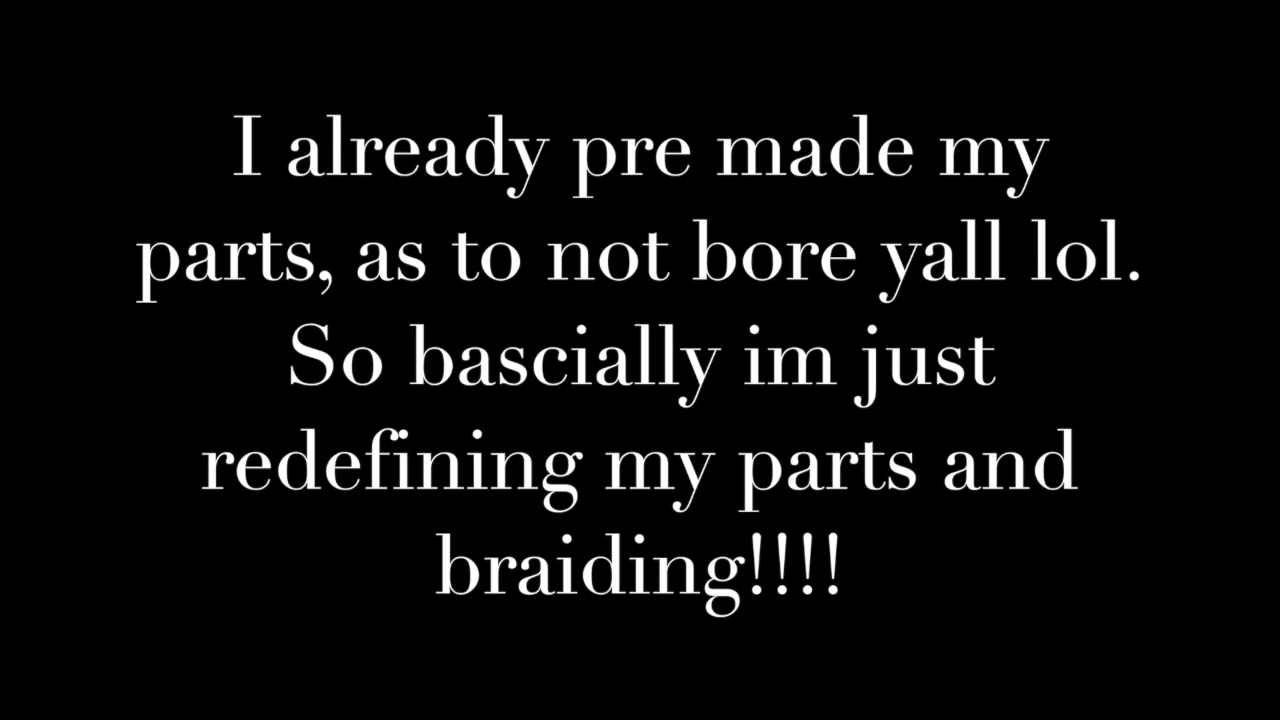 I already pre made my
parts, as to not bore yall lol.
So bascially im just
redefining my parts and
braiding!!!!